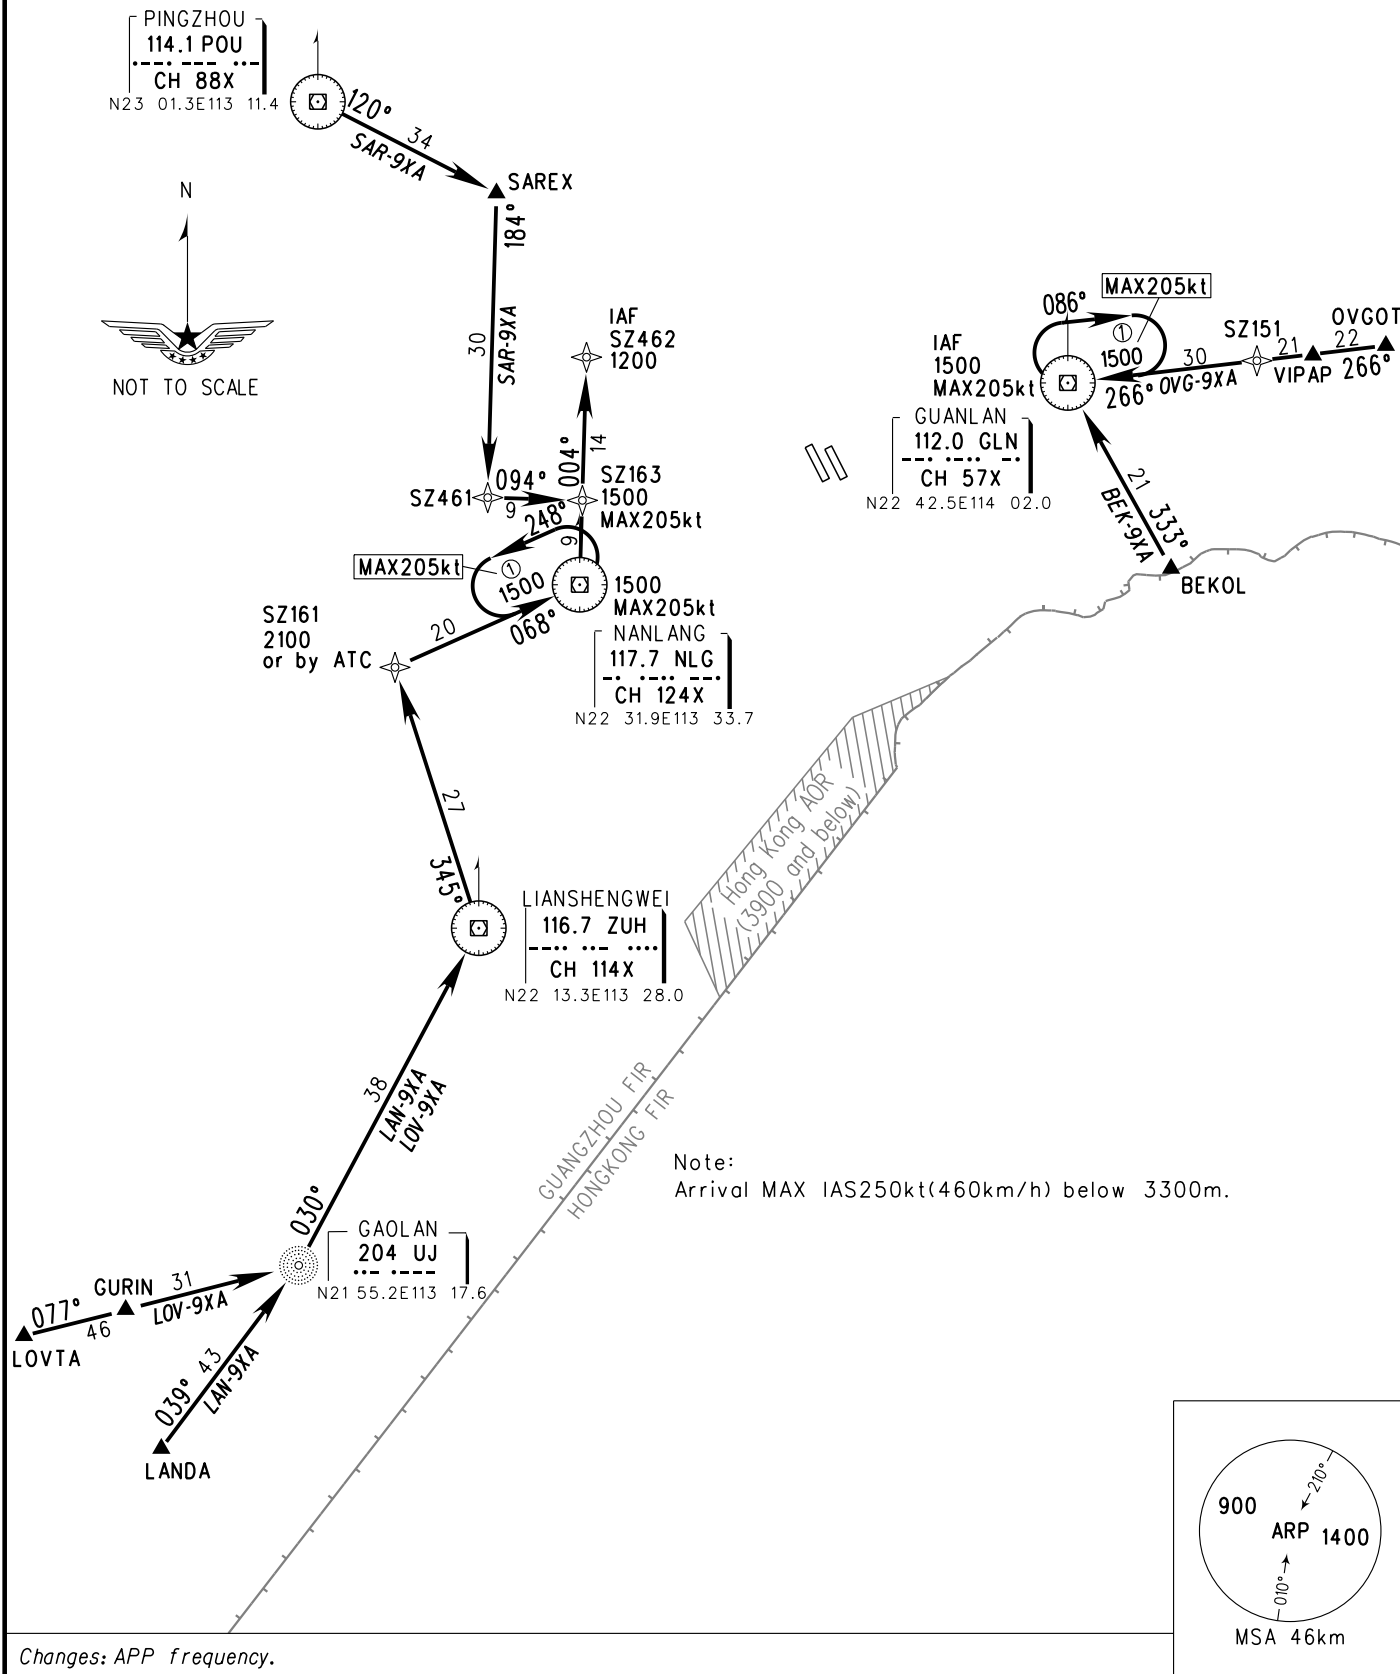 PINGZHOU
114.1 POU
CH 88X
N23 01.3E113 11.4
120°
34
SAR-9XA
SAREX
184°
30
SAR-9XA
N
NOT TO SCALE
IAF
SZ462
1200
004°
14
SZ461
094°
9
SZ163
1500
MAX205kt
248°
9
MAX205kt
①
1500
1500
MAX205kt
068°
20
SZ161
2100
or by ATC
NANLANG
117.7 NLG
CH 124X
N22 31.9E113 33.7
086°
MAX205kt
①
1500
IAF
1500
MAX205kt
SZ151
OVGOT
30
21
22
266°
OVG-9XA
VIPAP
266°
GUANLAN
112.0 GLN
CH 57X
N22 42.5E114 02.0
21
333°
BEK-9XA
BEKOL
Hong Kong AOR
(3900 and below)
27
345°
LIANSHENGWEI
116.7 ZUH
CH 114X
N22 13.3E113 28.0
38
LAN-9XA
LOV-9XA
GUANGZHOU FIR
HONGKONG FIR
Note:
Arrival MAX IAS250kt(460km/h) below 3300m.
030°
GAOLAN
204 UJ
N21 55.2E113 17.6
GURIN
31
LOV-9XA
077°
46
LOVTA
039°
43
LAN-9XA
LANDA
210°
900
ARP
1400
010°
MSA 46km
Changes: APP frequency.